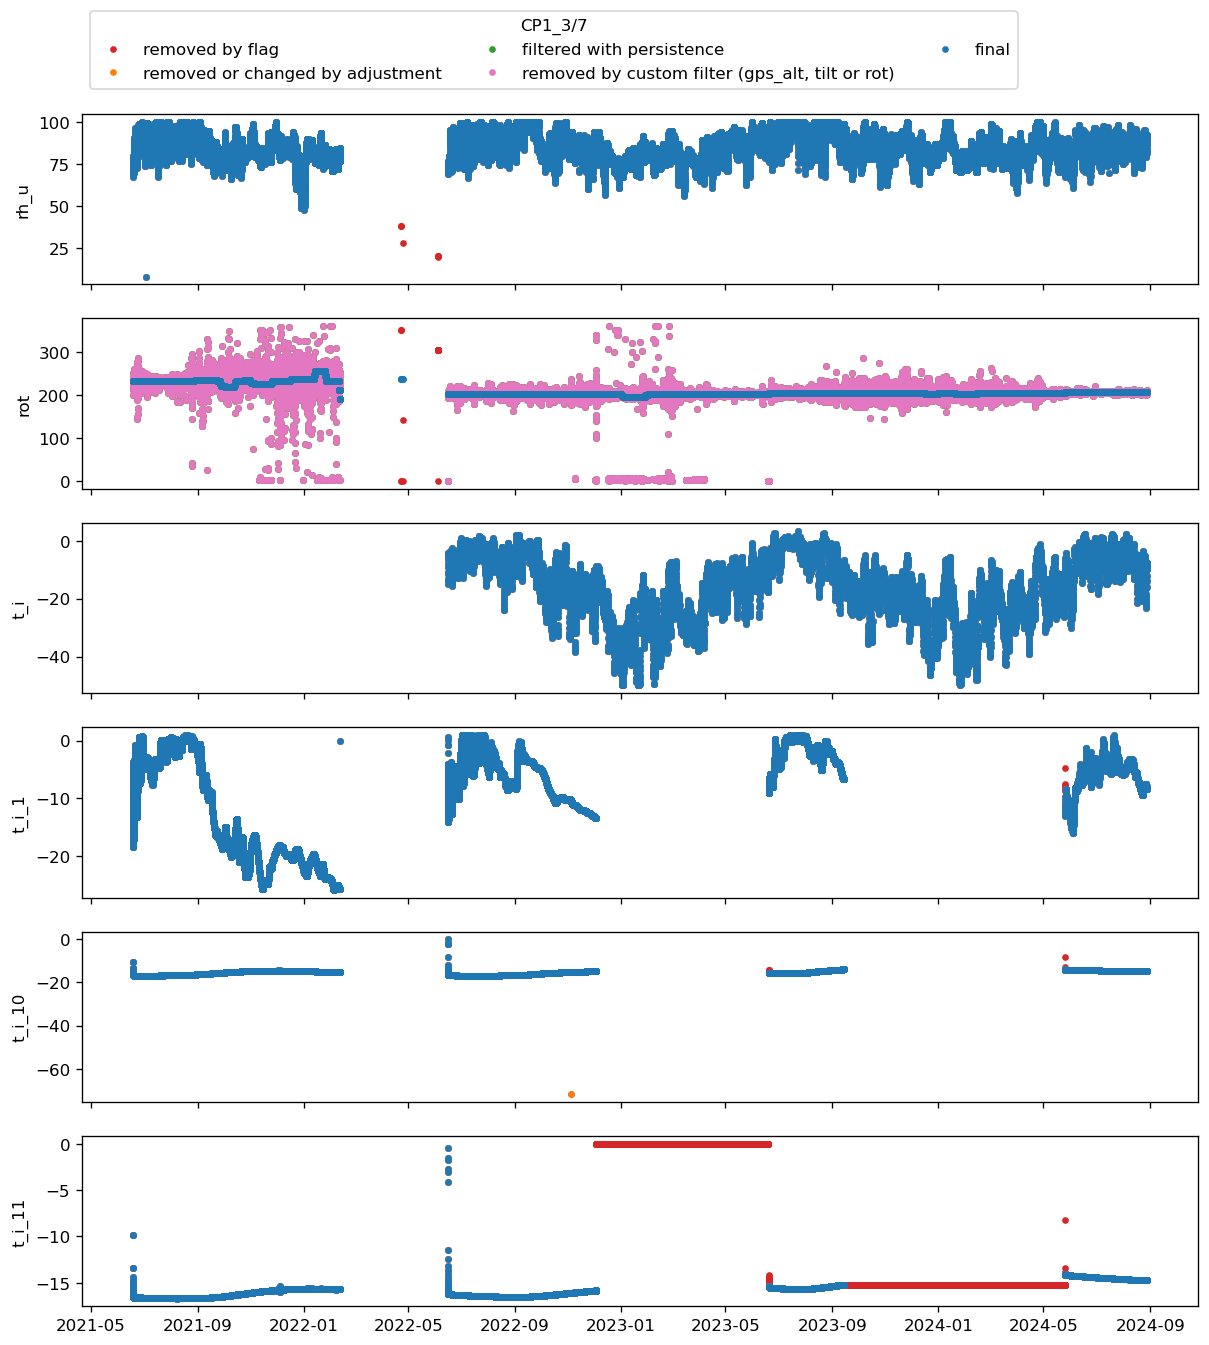 CP1_3/7
removed by flag
removed or changed by adjustment
filtered with persistence
removed by custom filter (gps_alt, tilt or rot)
final
100
75
50
25
rh_u
300
200
100
0
rot
0
−20
−40
t_i
0
−10
−20
t_i_1
0
−20
−40
−60
t_i_10
0
−5
−10
−15
t_i_11
2021-05 2021-09 2022-01 2022-05 2022-09 2023-01 2023-05 2023-09 2024-01 2024-05 2024-09